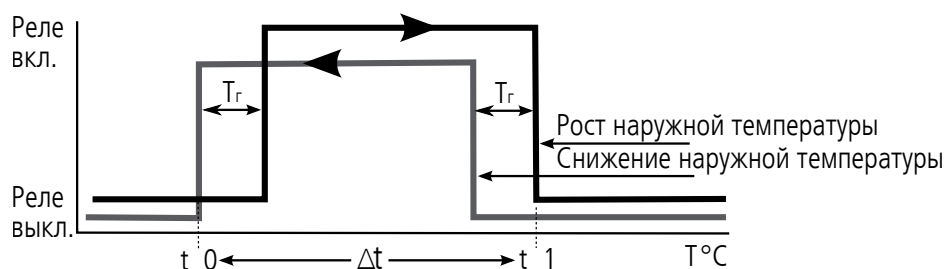 Реле
вкл.
Tг
Tг
Рост наружной температуры
Снижение наружной температуры
Реле
выкл.
t 0
Δt
t 1
T°C